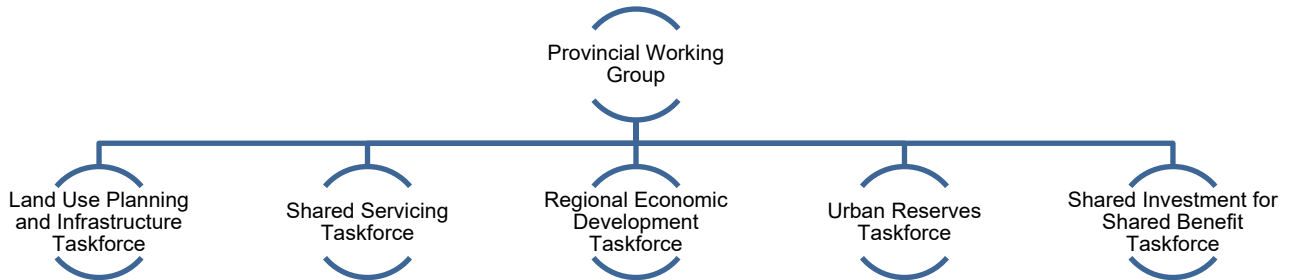 Provincial Working
Group
Land Use Planning
and Infrastructure
Taskforce
Shared Servicing
Taskforce
Regional Economic
Development
Taskforce
Urban Reserves
Taskforce
Shared Investment for
Shared Benefit
Taskforce